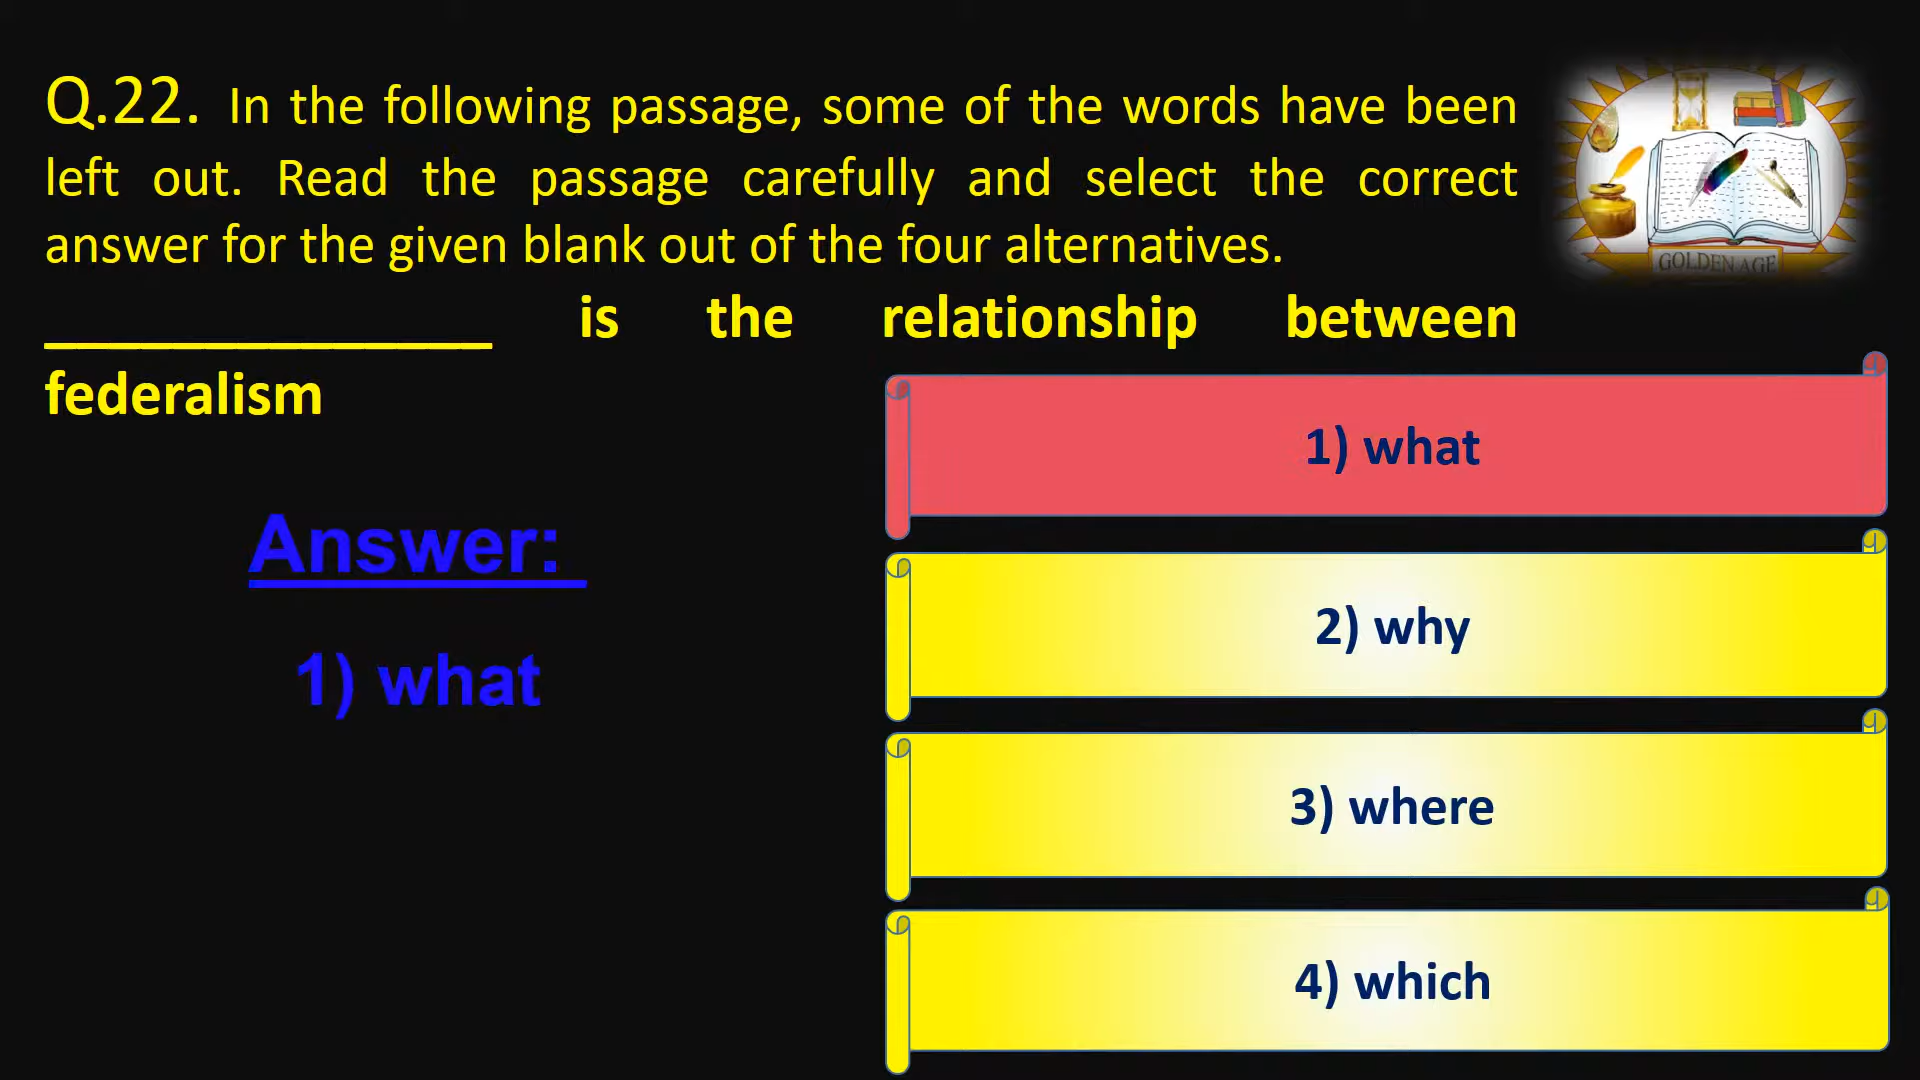 Q.22. In the following passage, some of the words have been
left out. Read the passage carefully and select the correct
answer for the given blank out of the four alternatives.
______________ is the relationship between
federalism
Answer:
1) what
1) what
2) why
3) where
4) which
GOLDEN AGE